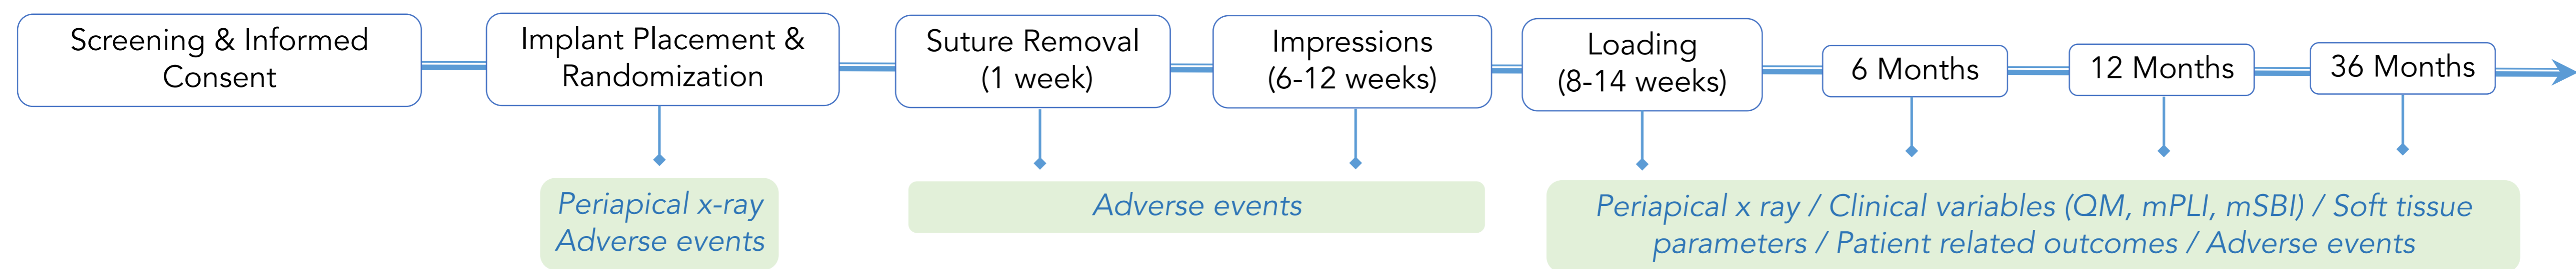 Screening & Informed
Consent
Implant Placement &
Randomization
Suture Removal
(1 week)
Impressions
(6-12 weeks)
Loading
(8-14 weeks)
6 Months
12 Months
36 Months
Periapical x-ray
Adverse events
Adverse events
Periapical x ray / Clinical variables (QM, mPLI, mSBI) / Soft tissue
parameters / Patient related outcomes / Adverse events